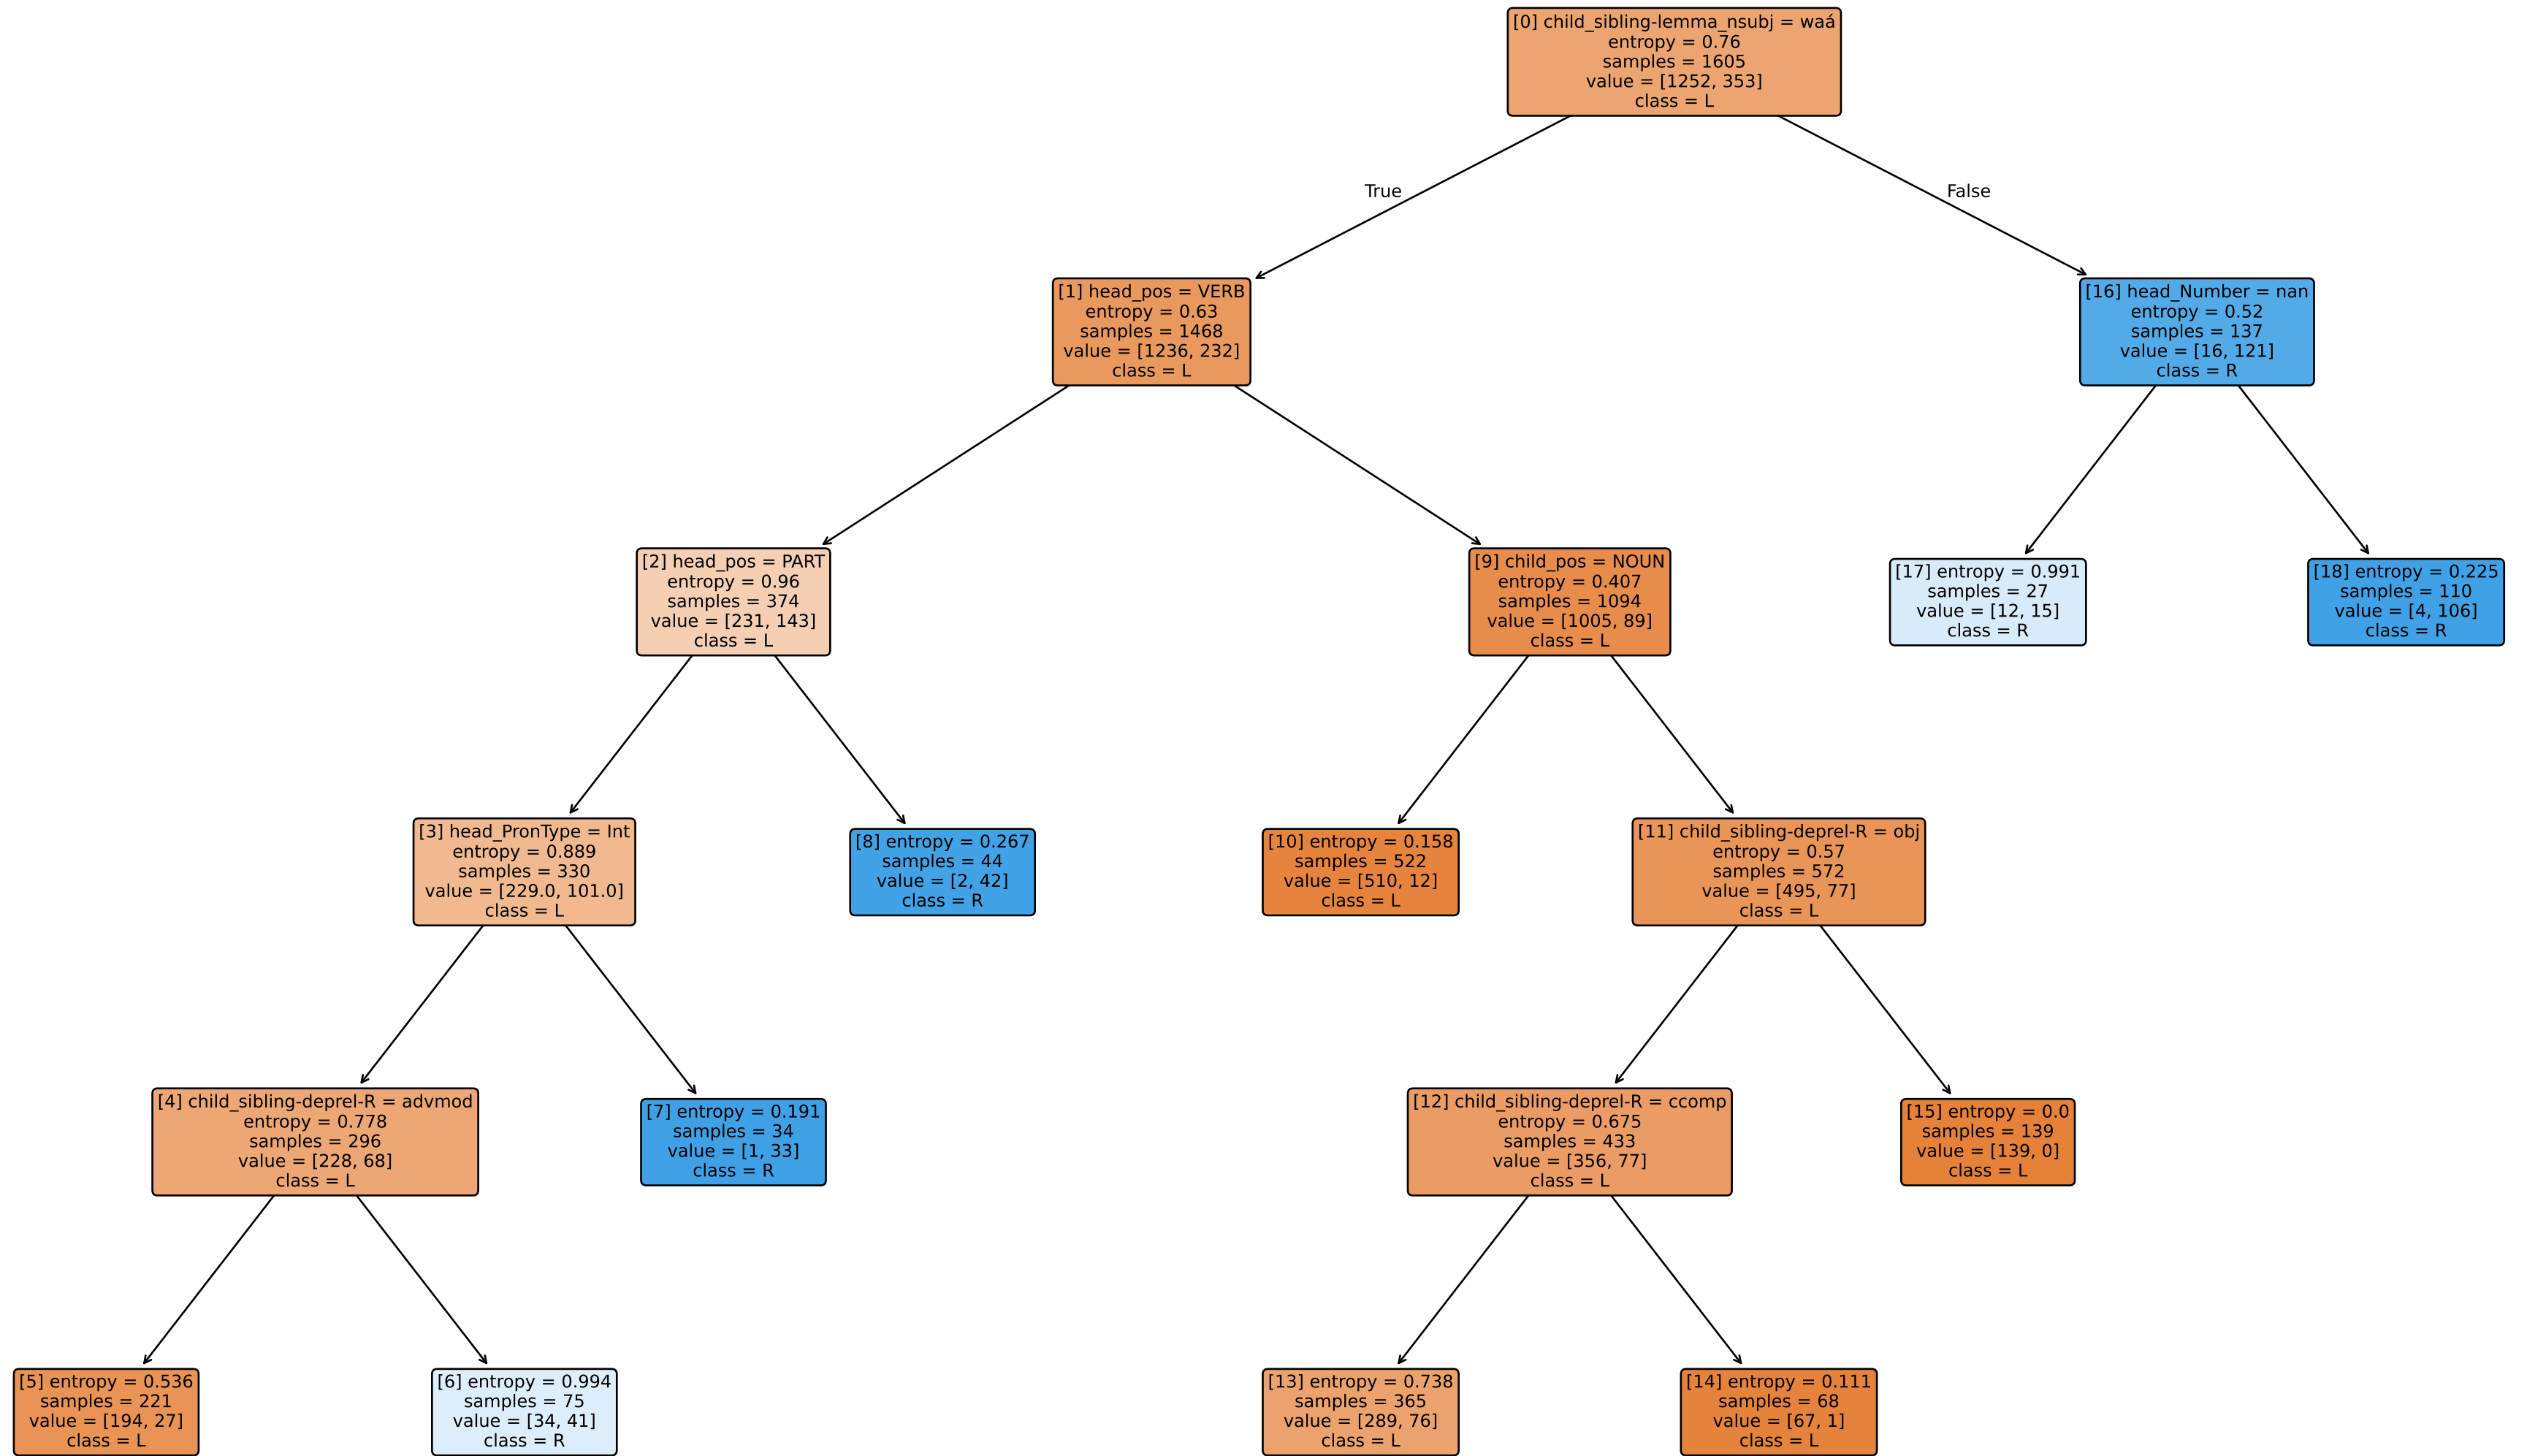 [0] child_sibling-lemma_nsubj = waá
entropy = 0.76
samples = 1605
value = [1252, 353]
class = L
True
False
[1] head_pos = VERB
entropy = 0.63
samples = 1468
value = [1236, 232]
class = L
[16] head_Number = nan
entropy = 0.52
samples = 137
value = [16, 121]
class = R
[2] head_pos = PART
entropy = 0.96
samples = 374
value = [231, 143]
class = L
[9] child_pos = NOUN
entropy = 0.407
samples = 1094
value = [1005, 89]
class = L
[17] entropy = 0.991
samples = 27
value = [12, 15]
class = R
[18] entropy = 0.225
samples = 110
value = [4, 106]
class = R
[3] head_PronType = Int
entropy = 0.889
samples = 330
value = [229.0, 101.0]
class = L
[8] entropy = 0.267
samples = 44
value = [2, 42]
class = R
[10] entropy = 0.158
samples = 522
value = [510, 12]
class = L
[11] child_sibling-deprel-R = obj
entropy = 0.57
samples = 572
value = [495, 77]
class = L
[4] child_sibling-deprel-R = advmod
entropy = 0.778
samples = 296
value = [228, 68]
class = L
[7] entropy = 0.191
samples = 34
value = [1, 33]
class = R
[12] child_sibling-deprel-R = ccomp
entropy = 0.675
samples = 433
value = [356, 77]
class = L
[15] entropy = 0.0
samples = 139
value = [139, 0]
class = L
[5] entropy = 0.536
samples = 221
value = [194, 27]
class = L
[6] entropy = 0.994
samples = 75
value = [34, 41]
class = R
[13] entropy = 0.738
samples = 365
value = [289, 76]
class = L
[14] entropy = 0.111
samples = 68
value = [67, 1]
class = L